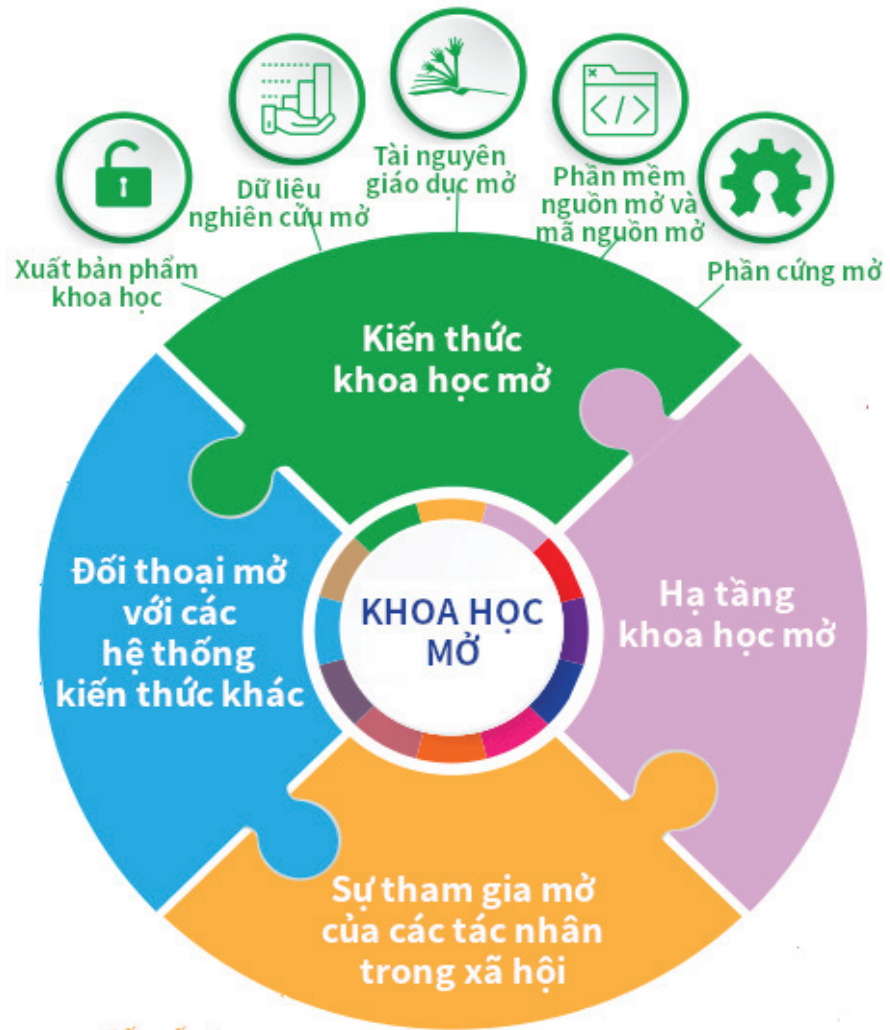 Tài nguyên
giáo dục mở
Dữ liệu
nghiên cứu mở
Phần mềm
nguồn mở và
mã nguồn mở
Xuất bản phẩm
khoa học
Phần cứng mở
Kiến thức
khoa học mở
Đối thoại mở
với các
hệ thống
kiến thức khác
KHOA HỌC
MỞ
Hạ tầng
khoa học mở
Sự tham gia mở
của các tác nhân
trong xã hội